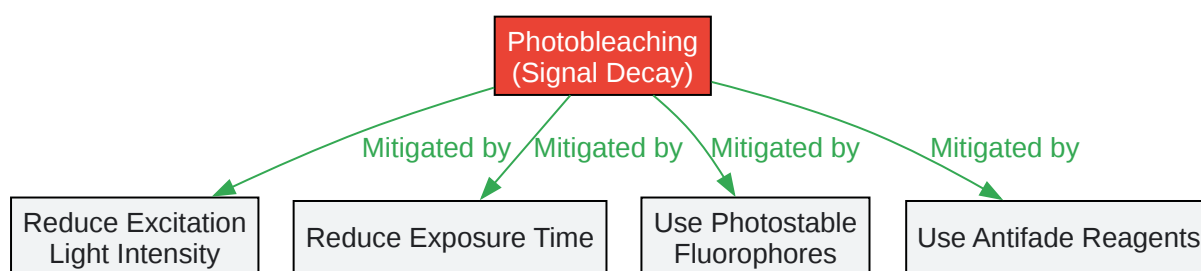 Photobleaching
(Signal Decay)
Mitigated by
Mitigated by
Mitigated by
Mitigated by
Reduce Excitation
Light Intensity
Reduce Exposure Time
Use Photostable
Fluorophores
Use Antifade Reagents